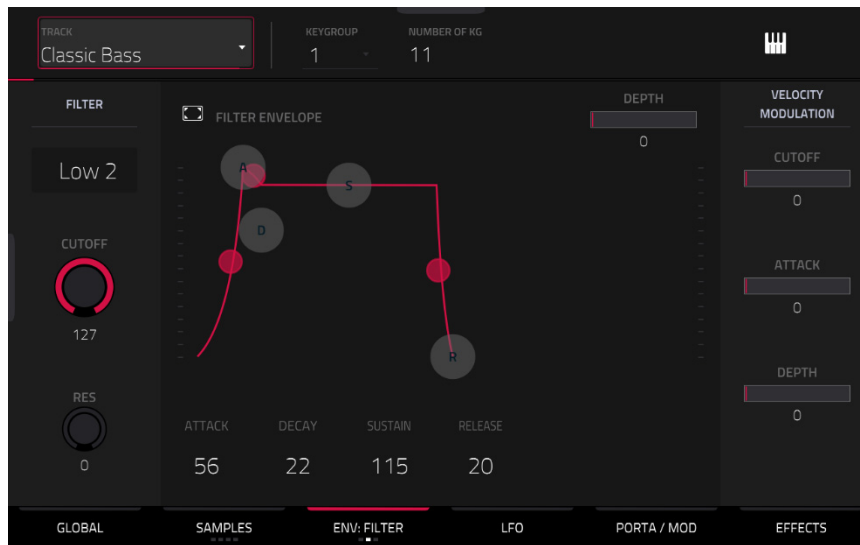 TRACK
Classic Bass
KEYGROUP
1
NUMBER OF KG
11
FILTER
Low 2
CUTOFF
127
RES
0
FILTER ENVELOPE
DEPTH
0
A
S
D
R
ATTACK DECAY SUSTAIN RELEASE
56 22 115 20
VELOCITY
MODULATION
CUTOFF
0
ATTACK
0
DEPTH
0
GLOBAL SAMPLES ENV: FILTER LFO PORTA / MOD EFFECTS